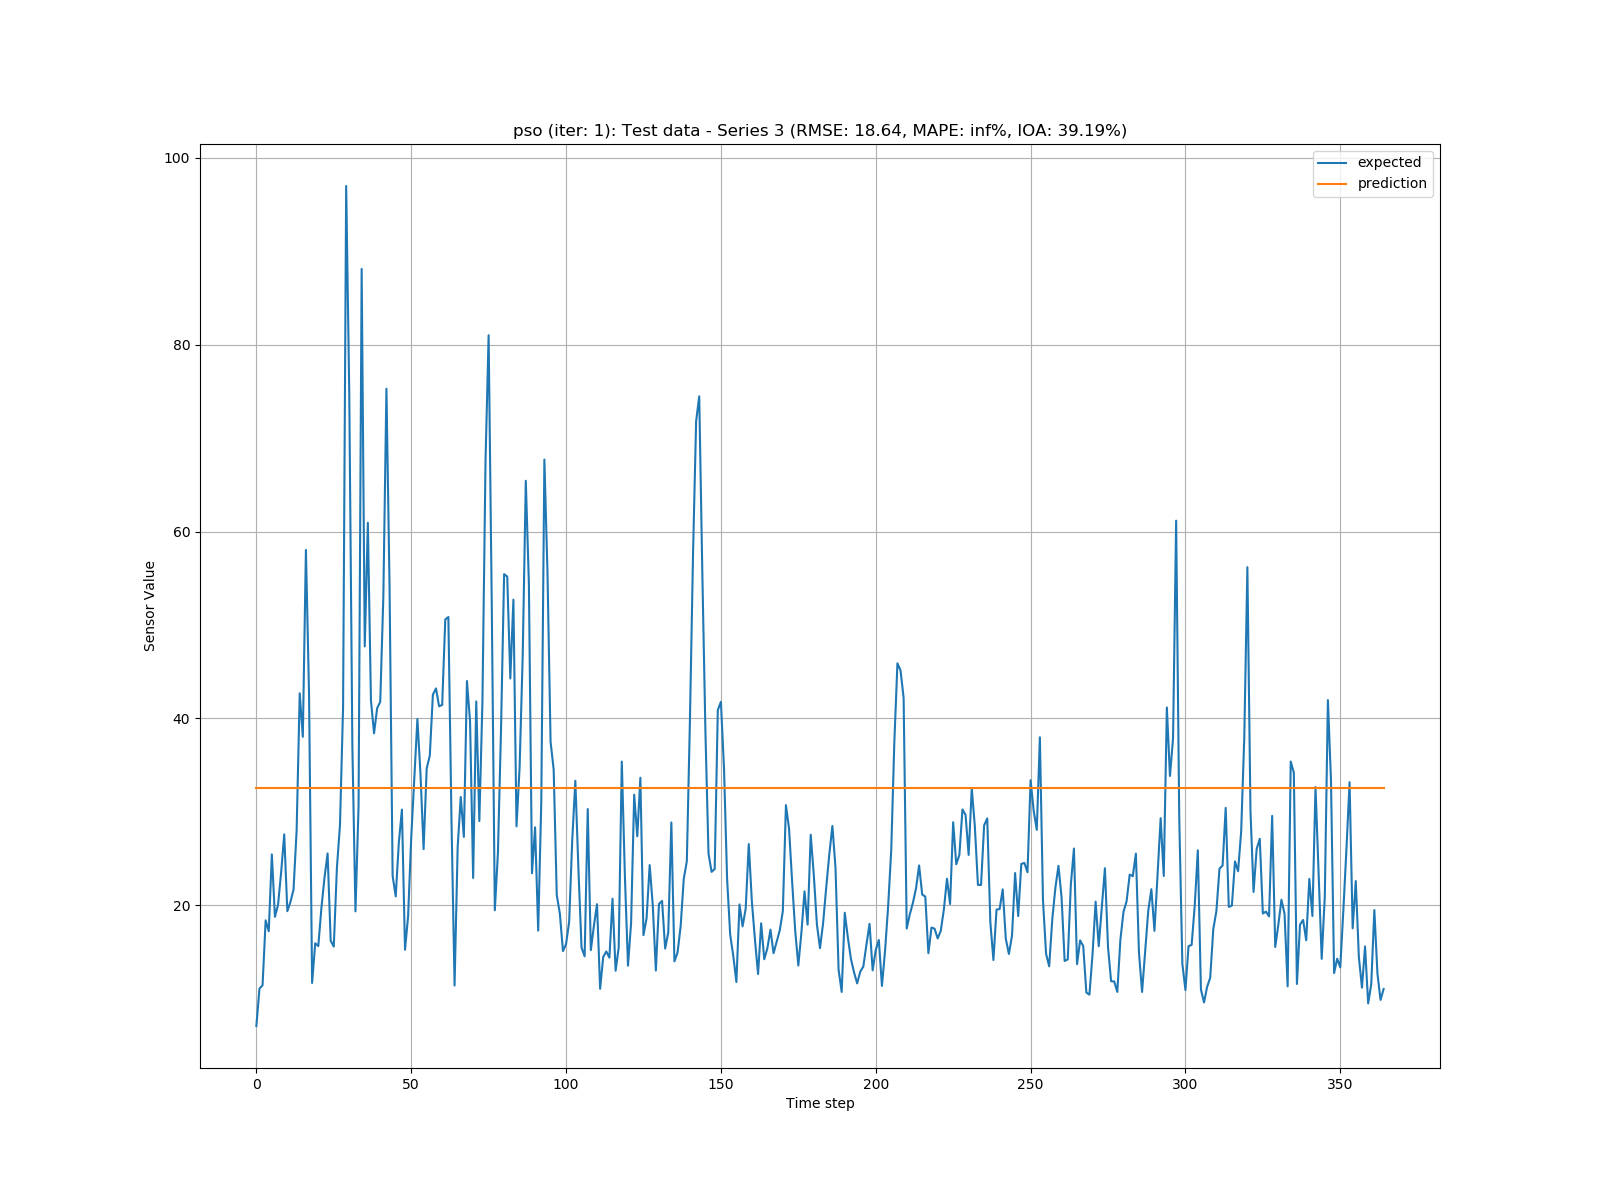 pso (iter: 1): Test data - Series 3 (RMSE: 18.64, MAPE: inf%, IOA: 39.19%)
expected
prediction
100
80
60
40
20
Sensor Value
0 50 100 150 200 250 300 350
Time step